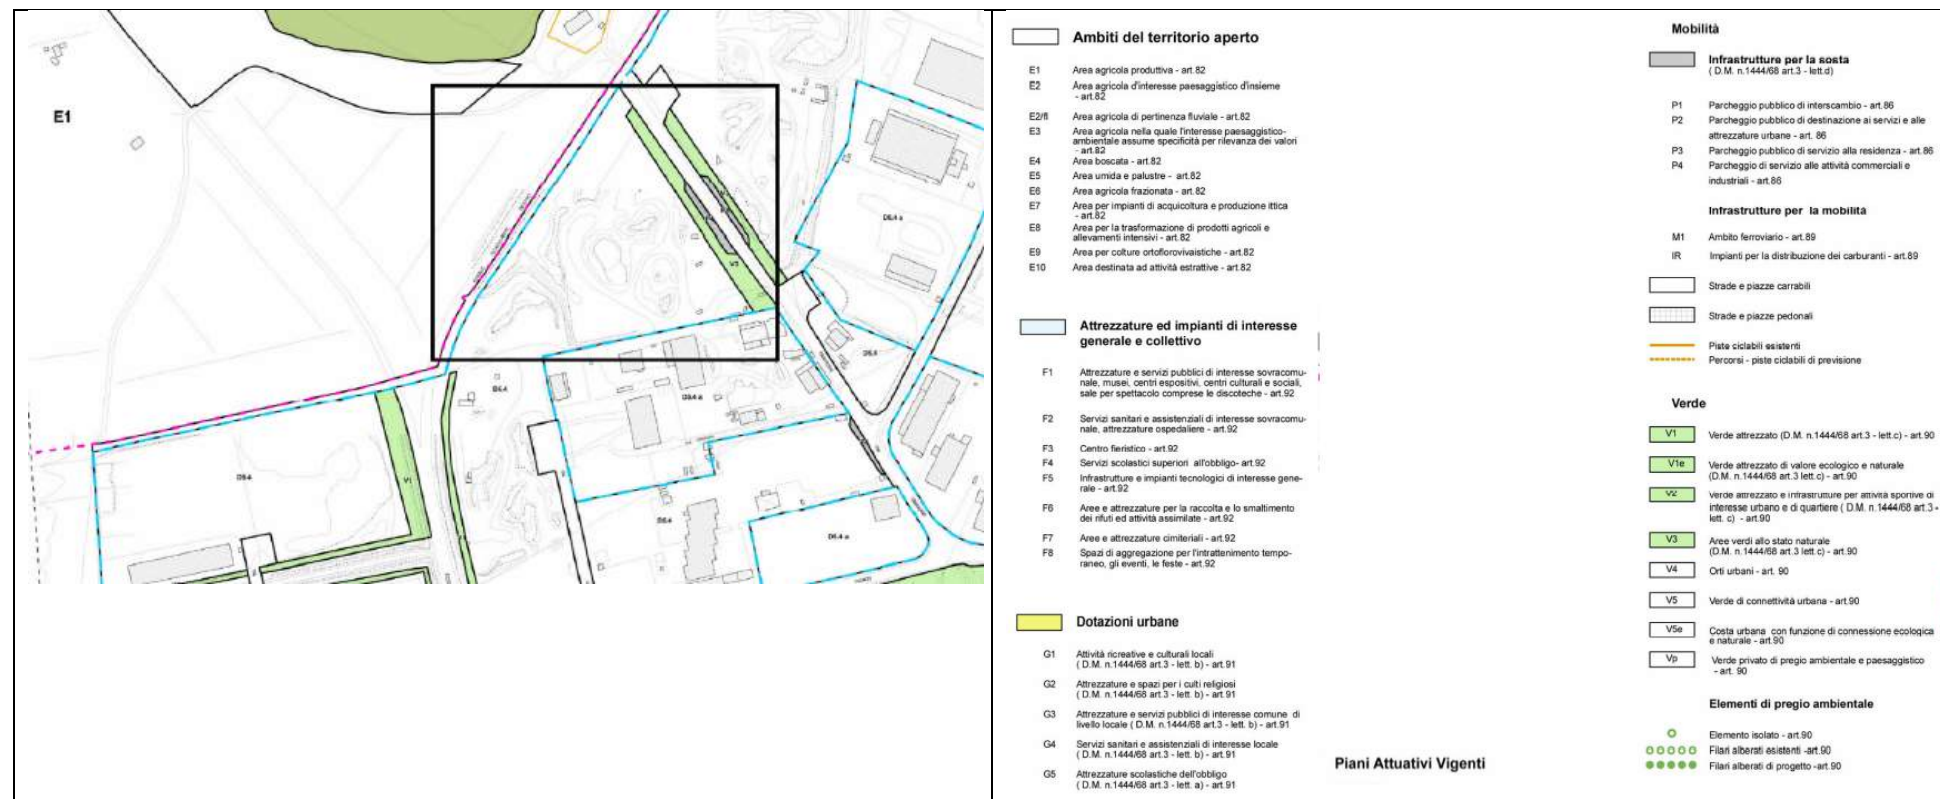 E1
D5.4 a
V3
D5.4
D5.4 a
D5.4
V1
D5.4
D5.4 a
Ambiti del territorio aperto
E1 Area agricola produttiva - art.82
E2 Area agricola d'interesse paesaggistico d'insieme
- art.82
E2/fl Area agricola di pertinenza fluviale - art.82
E3 Area agricola nella quale l'interesse paesaggistico-
ambientale assume specificità per rilevanza dei valori
- art.82
E4 Area boscata - art.82
E5 Area umida e palustre - art.82
E6 Area agricola frazionata - art.82
E7 Area per impianti di acquicoltura e produzione ittica
- art.82
E8 Area per la trasformazione di prodotti agricoli e
allevamenti intensivi - art.82
E9 Area per colture ortoflorovivaistiche - art.82
E10 Area destinata ad attività estrattive - art.82
Attrezzature ed impianti di interesse
generale e collettivo
F1 Attrezzature e servizi pubblici di interesse sovracomu-
nale, musei, centri espositivi, centri culturali e sociali,
sale per spettacolo comprese le discoteche - art.92
F2 Servizi sanitari e assistenziali di interesse sovracomu-
nale, attrezzature ospedaliere - art.92
F3 Centro fieristico - art.92
F4 Servizi scolastici superiori all'obbligo- art.92
F5 Infrastrutture e impianti tecnologici di interesse gene-
rale - art.92
F6 Aree e attrezzature per la raccolta e lo smaltimento
dei rifuti ed attività assimilate - art.92
F7 Aree e attrezzature cimiteriali - art.92
F8 Spazi di aggregazione per l'intrattenimento tempo-
raneo, gli eventi, le feste - art.92
Dotazioni urbane
G1 Attività ricreative e culturali locali
( D.M. n.1444/68 art.3 - lett. b) - art.91
G2 Attrezzature e spazi per i culti religiosi
( D.M. n.1444/68 art.3 - lett. b) - art.91
G3 Attrezzature e servizi pubblici di interesse comune di
livello locale ( D.M. n.1444/68 art.3 - lett. b) - art.91
G4 Servizi sanitari e assistenziali di interesse locale
( D.M. n.1444/68 art.3 - lett. b) - art.91
G5 Attrezzature scolastiche dell'obbligo
( D.M. n.1444/68 art.3 - lett. a) - art.91
Piani Attuativi Vigenti
Mobilità
Infrastrutture per la sosta
( D.M. n.1444/68 art.3 - lett.d)
P1 Parcheggio pubblico di interscambio - art.86
P2 Parcheggio pubblico di destinazione ai servizi e alle
attrezzature urbane - art. 86
P3 Parcheggio pubblico di servizio alla residenza - art.86
P4 Parcheggio di servizio alle attività commerciali e
industriali - art.86
Infrastrutture per la mobilità
M1 Ambito ferroviario - art.89
IR Impianti per la distribuzione dei carburanti - art.89
Strade e piazze carrabili
Strade e piazze pedonali
Piste ciclabili esistenti
Percorsi - piste ciclabili di previsione
Verde
V1 Verde attrezzato (D.M. n.1444/68 art.3 - lett.c) - art.90
V1e Verde attrezzato di valore ecologico e naturale
(D.M. n.1444/68 art.3 lett.c) - art.90
V2 Verde attrezzato e infrastrutture per attività sportive di
interesse urbano e di quartiere ( D.M. n.1444/68 art.3 -
lett. c) - art.90
V3 Aree verdi allo stato naturale
(D.M. n.1444/68 art.3 lett.c) - art.90
V4 Orti urbani - art. 90
V5 Verde di connettività urbana - art.90
V5e Costa urbana con funzione di connessione ecologica
e naturale - art.90
Vp Verde privato di pregio ambientale e paesaggistico
- art. 90
Elementi di pregio ambientale
Elemento isolato - art.90
Filari alberati esistenti -art.90
Filari alberati di progetto -art.90